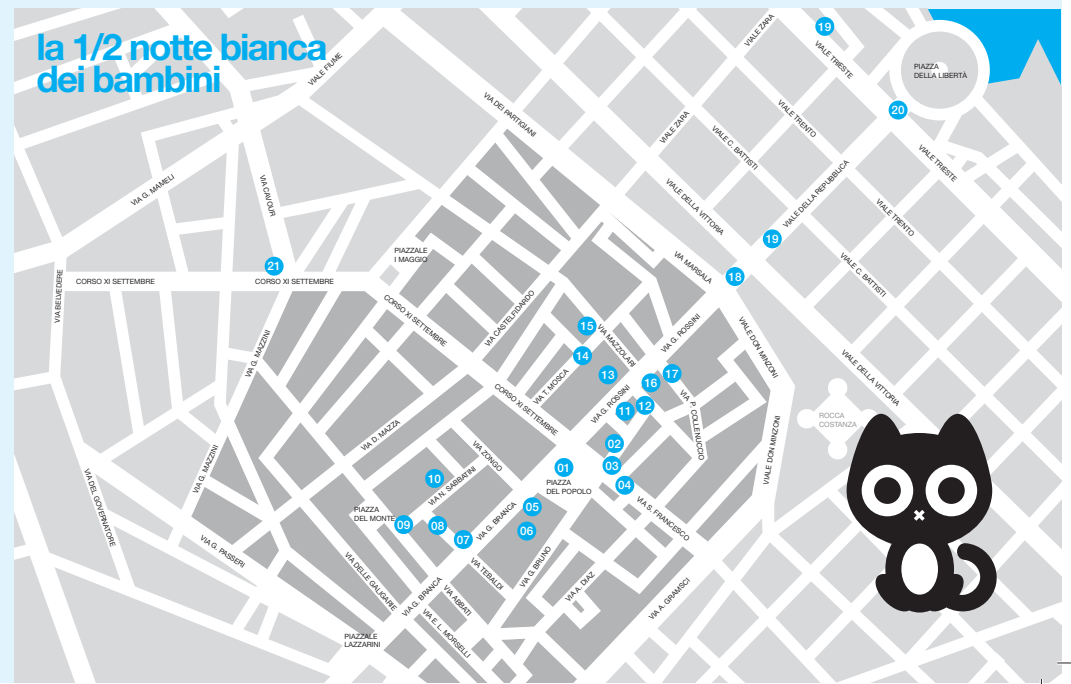 la 1/2 notte bianca
dei bambini
VIALE FIUME
VIALE ZARA
19
VIALE TRIESTE
PIAZZA
DELLA LIBERTÀ
20
VIA DEI PARTIGIANI
VIALE ZARA
VIALE TRENTO
VIALE C. BATTISTI
VIALE TRIESTE
VIA G. MAMELI
VIA CAVOUR
VIALE DELLA VITTORIA
VIALE DELLA REPUBBLICA
VIALE TRENTO
19
PIAZZALE
I MAGGIO
21
CORSO XI SETTEMBRE
CORSO XI SETTEMBRE
VIA BELVEDERE
VIA MARSALA
18
VIALE C. BATTISTI
CORSO XI SETTEMBRE
VIA CASTELFIDARDO
15
VIA MAZZOLARI
VIA G. ROSSINI
VIALE DON MINZONI
VIA G. MAZZINI
14
13
VIA T. MOSCA
16
17
VIALE DELLA VITTORIA
CORSO XI SETTEMBRE
VIA G. ROSSINI
11
12
VIA P. COLLENUCCIO
ROCCA
COSTANZA
VIA D. MAZZA
VIA ZONGO
02
03
01
04
VIALE DON MINZONI
VIA G. MAZZINI
VIA DEL GOVERNATORE
10
VIA N. SABBATINI
PIAZZA
DEL POPOLO
05
06
VIA S. FRANCESCO
PIAZZA
DEL MONTE
09
08
07
VIA G. BRANCA
VIA G. PASSERI
VIA DELLE GALIGARIE
VIA TEBALDI
VIA G. BRUNO
VIA A. DIAZ
VIA A. GRAMSCI
VIA G. BRANCA
VIA ABBATI
VIA E. L. MORSELLI
PIAZZALE
LAZZARINI